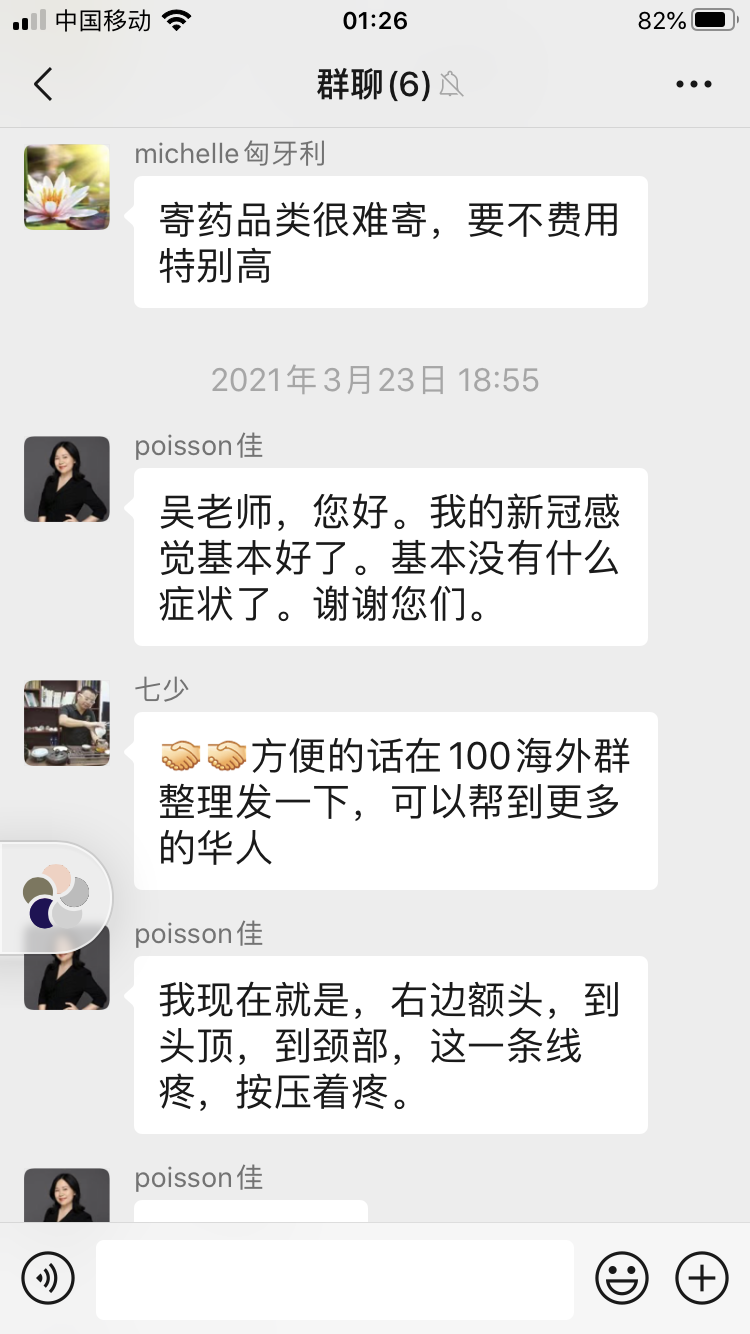 中国移动 01:26 82%
群聊(6)
michelle匈牙利
寄药品类很难寄，要不费用
特别高
2021年3月23日 18:55
poisson佳
吴老师，您好。我的新冠感
觉基本好了。基本没有什么
症状了。谢谢您们。
七少
🤝🤝方便的话在100海外群
整理发一下，可以帮到更多
的华人
poisson佳
我现在就是，右边额头，到
头顶，到颈部，这一条线
疼，按压着疼。
poisson佳